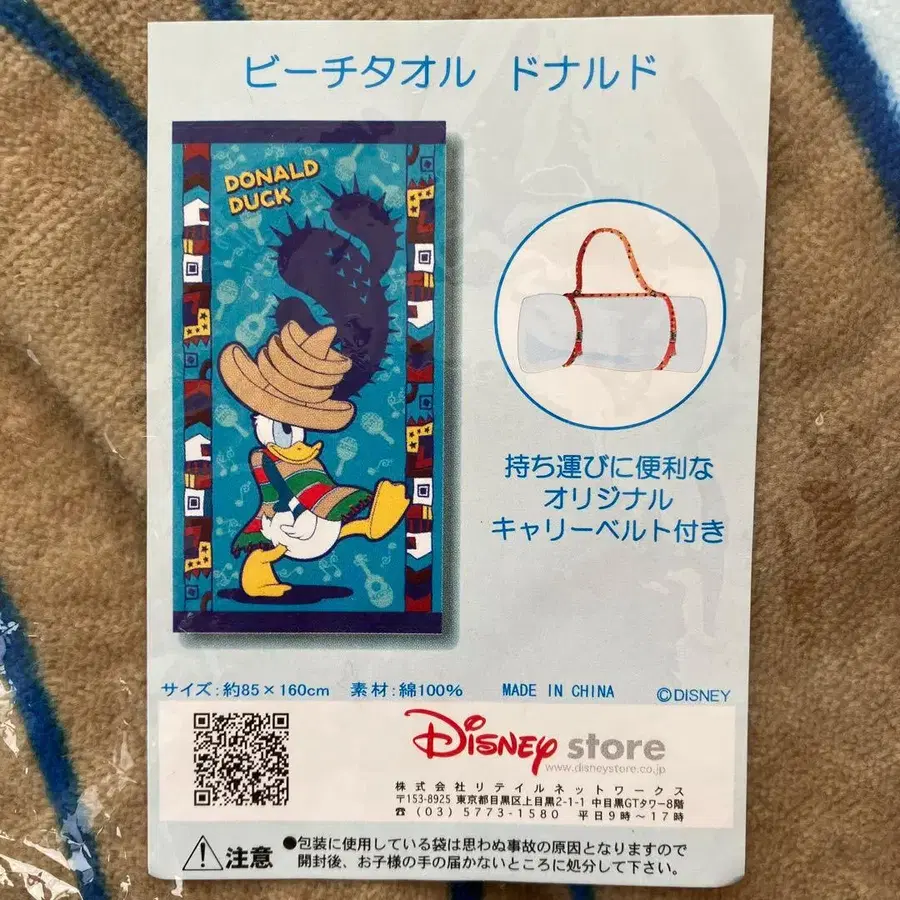 ビーチタオル ドナルド
DONALD
DUCK
持ち運びに便利な
オリジナル
キャリーベルト付き
サイズ:約85×160cm 素材:綿100% MADE IN CHINA ©DISNEY
Disney store
www.disneystore.co.jp
株式会社リテイルネットワークス
〒153-8925 東京都目黒区上目黒2-1-1 中目黒GTタワー8階
☎ (03) 5773-1580 平日9時〜17時
注意 ●包装に使用している袋は思わぬ事故の原因となりますので
開封後、お子様の手の届かないところに処分して下さい。